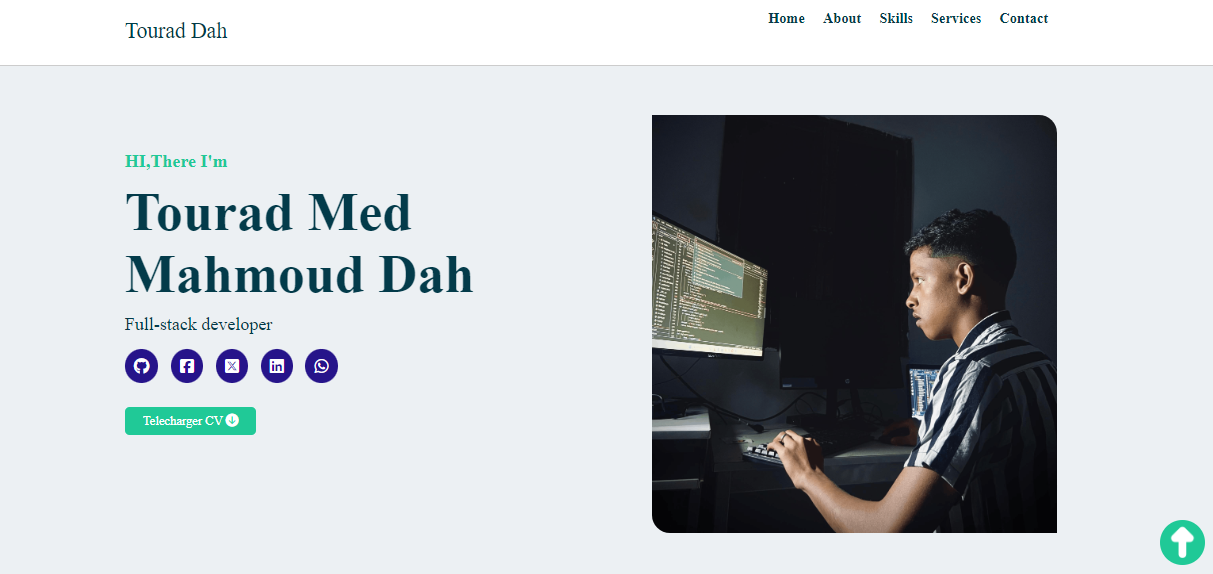 Tourad Dah
Home About Skills Services Contact
HI,There I'm
Tourad Med
Mahmoud Dah
Full-stack developer
Telecharger CV